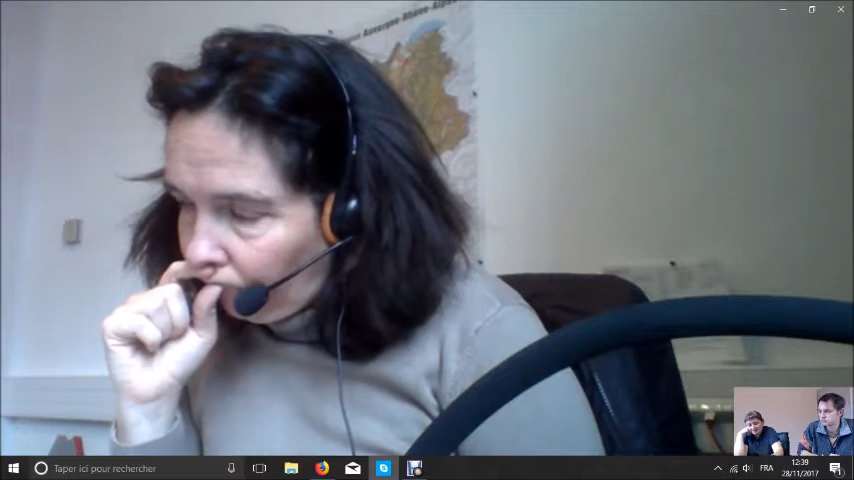 Auvergne-Rhône-Alpes
Taper ici pour rechercher
FRA
12:39
28/11/2017